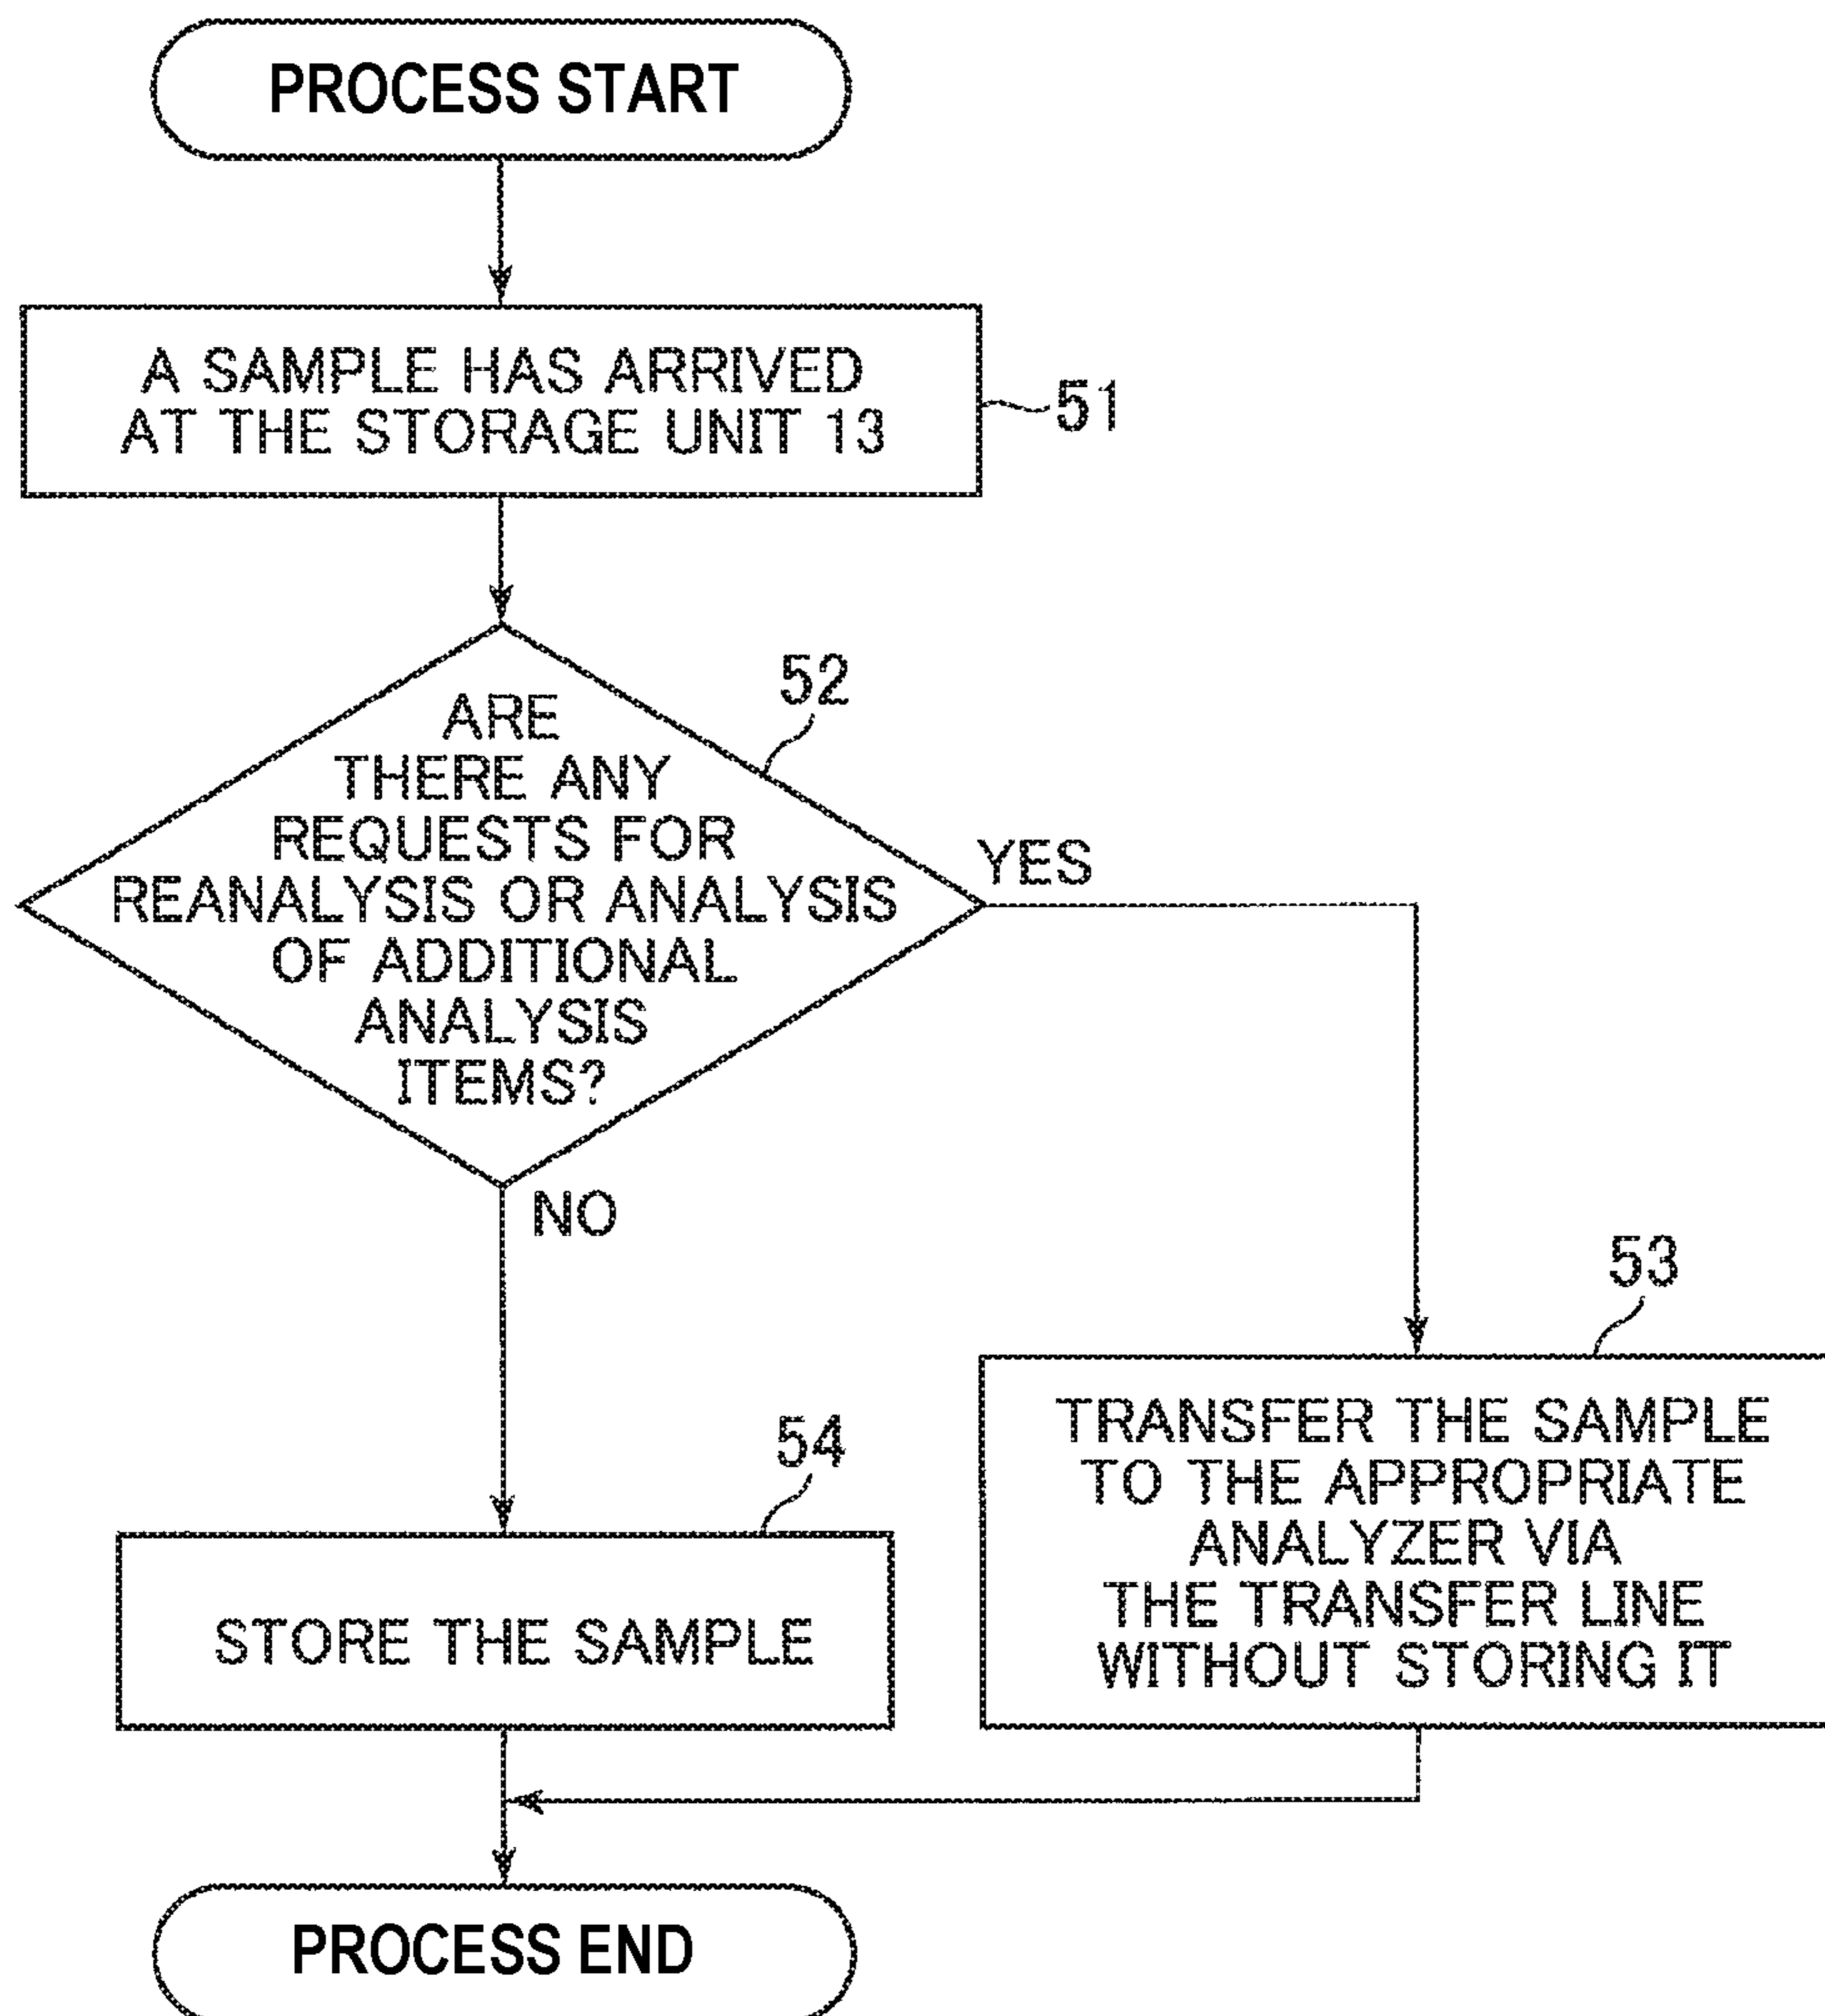 PROCESS START
A SAMPLE HAS ARRIVED
AT THE STORAGE UNIT 13
51
52
ARE
THERE ANY
REQUESTS FOR
REANALYSIS OR ANALYSIS
OF ADDITIONAL
ANALYSIS
ITEMS?
YES
NO
53
TRANSFER THE SAMPLE
TO THE APPROPRIATE
ANALYZER VIA
THE TRANSFER LINE
WITHOUT STORING IT
54
STORE THE SAMPLE
PROCESS END